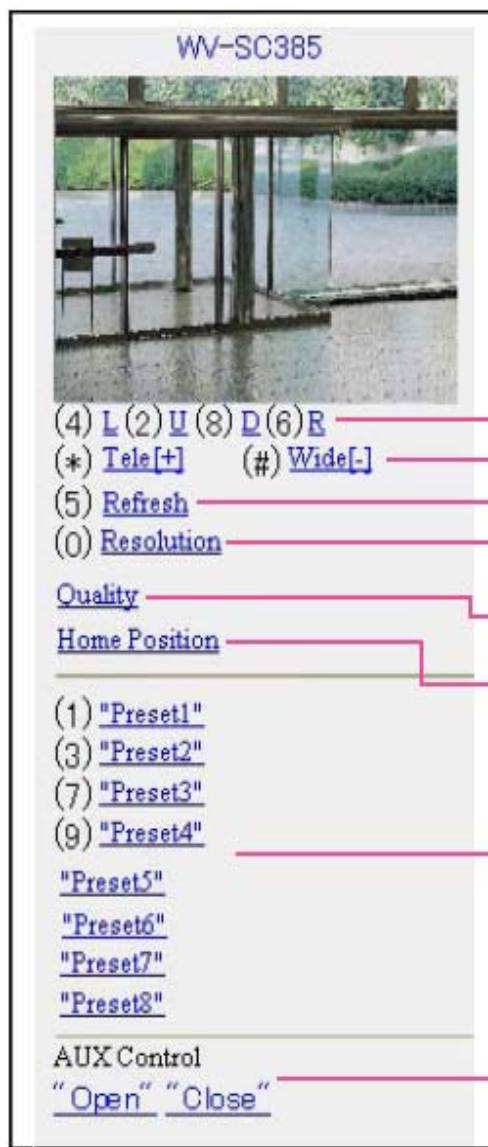 WV-SC385
(4) L (2) U (8) D (6) R
(*) Tele[+] (#) Wide[-]
(5) Refresh
(0) Resolution
Quality
Home Position
(1) "Preset1"
(3) "Preset2"
(7) "Preset3"
(9) "Preset4"
"Preset5"
"Preset6"
"Preset7"
"Preset8"
AUX Control
"Open" "Close"